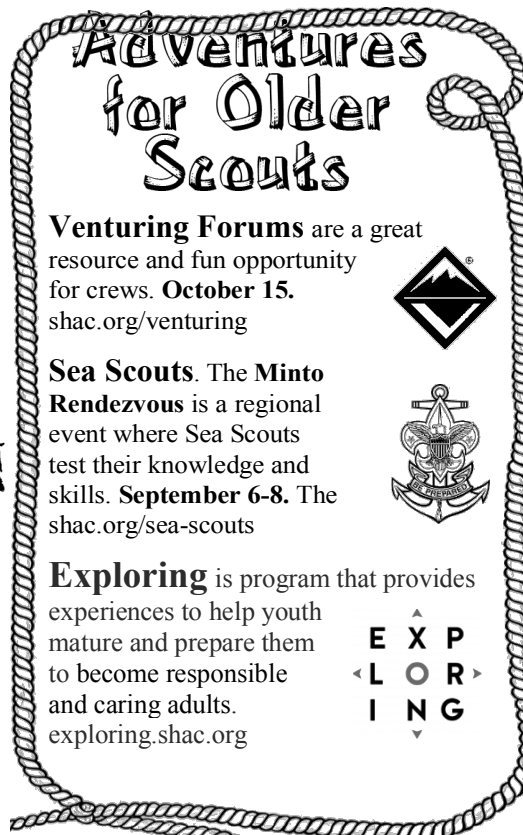 Adventures
for Older
Scouts
Venturing Forums are a great
resource and fun opportunity
for crews. October 15.
shac.org/venturing
®
Sea Scouts. The Minto
Rendezvous is a regional
event where Sea Scouts
test their knowledge and
skills. September 6-8. The
shac.org/sea-scouts
BE PREPARED
Exploring is program that provides
experiences to help youth
mature and prepare them
to become responsible
and caring adults.
exploring.shac.org
E X P
L O R
I N G